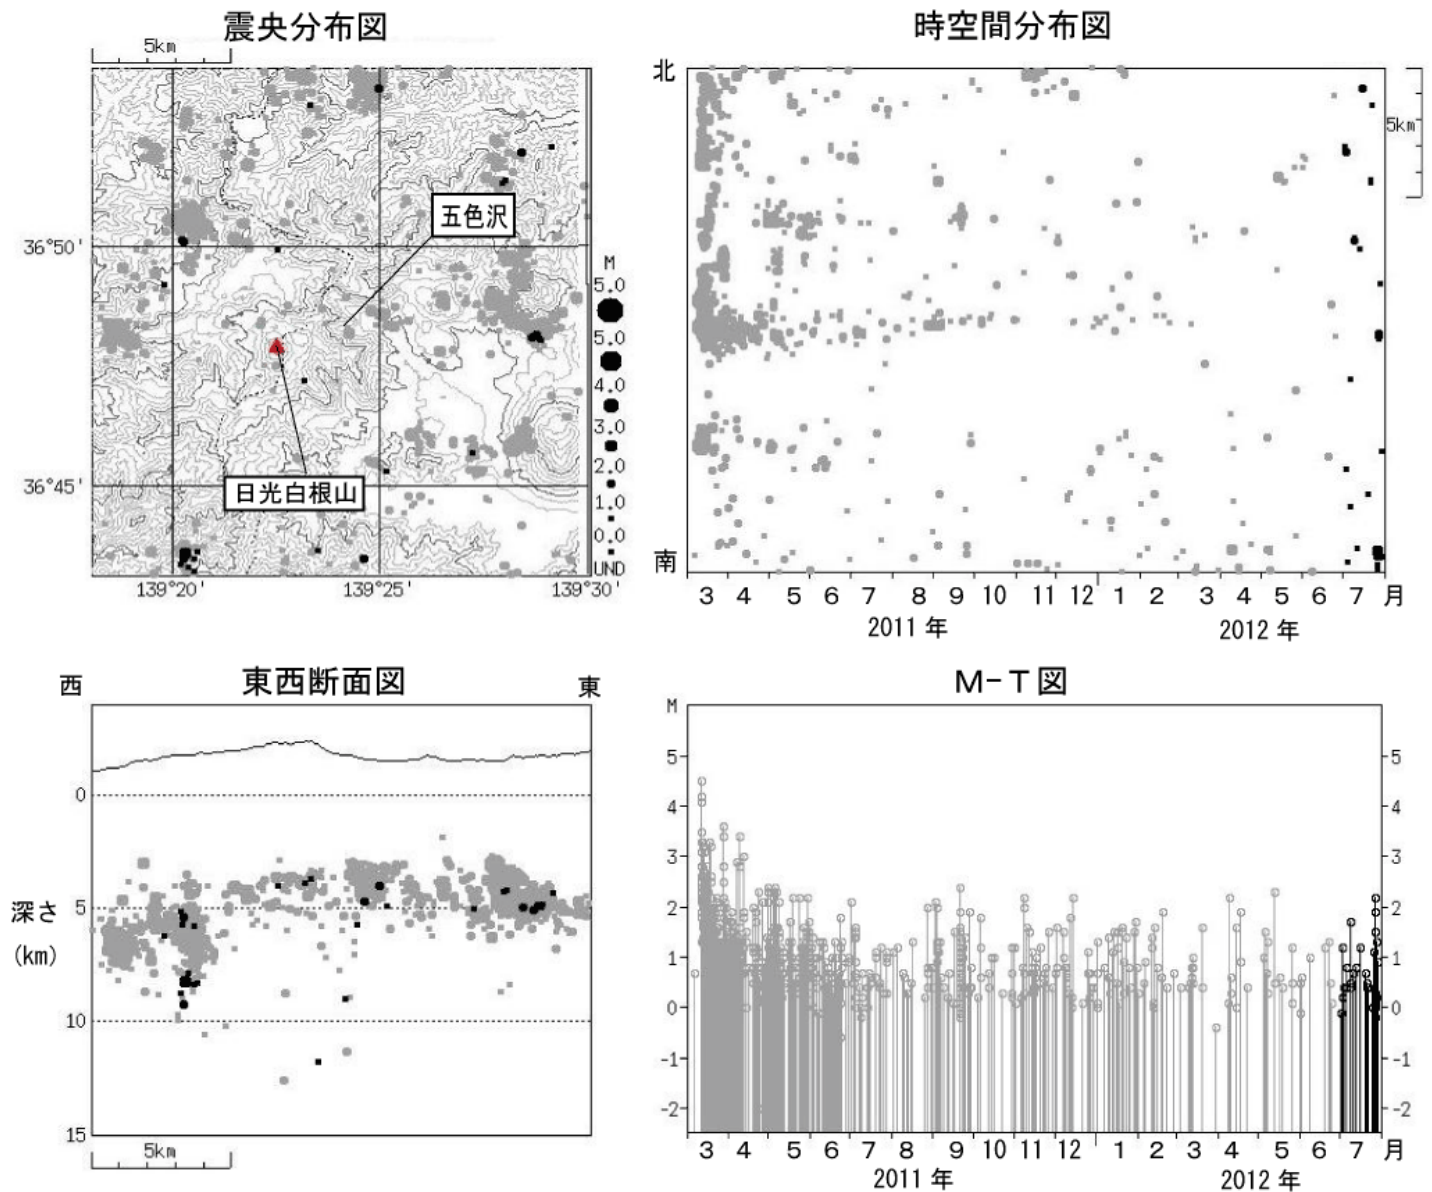 震央分布図
5km
五色沢
36°50'
36°45'
日光白根山
139°20
139°25
139°30'
M
5.0
5.0
4.0
3.0
2.0
1.0
0.0
UND
時空間分布図
北
南
5km
3 4 5 6 7 8 9 10 11 12 1 2 3 4 5 6 7 月
2011 年
2012 年
東西断面図
西
東
0
5
10
15
深さ
(km)
5km
M-T図
M
5 5
4 4
3 3
2 2
1 1
0 0
-1 -1
-2 -2
3 4 5 6 7 8 9 10 11 12 1 2 3 4 5 6 7 月
2011 年
2012 年